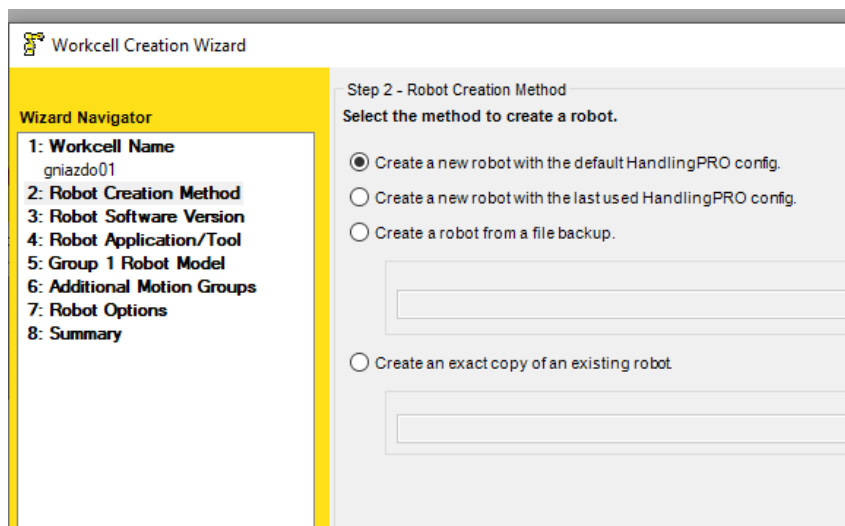 Workcell Creation Wizard
Wizard Navigator
1: Workcell Name
gniazdo01
2: Robot Creation Method
3: Robot Software Version
4: Robot Application/Tool
5: Group 1 Robot Model
6: Additional Motion Groups
7: Robot Options
8: Summary
Step 2 - Robot Creation Method
Select the method to create a robot.
Create a new robot with the default HandlingPRO config.
Create a new robot with the last used HandlingPRO config.
Create a robot from a file backup.
Create an exact copy of an existing robot